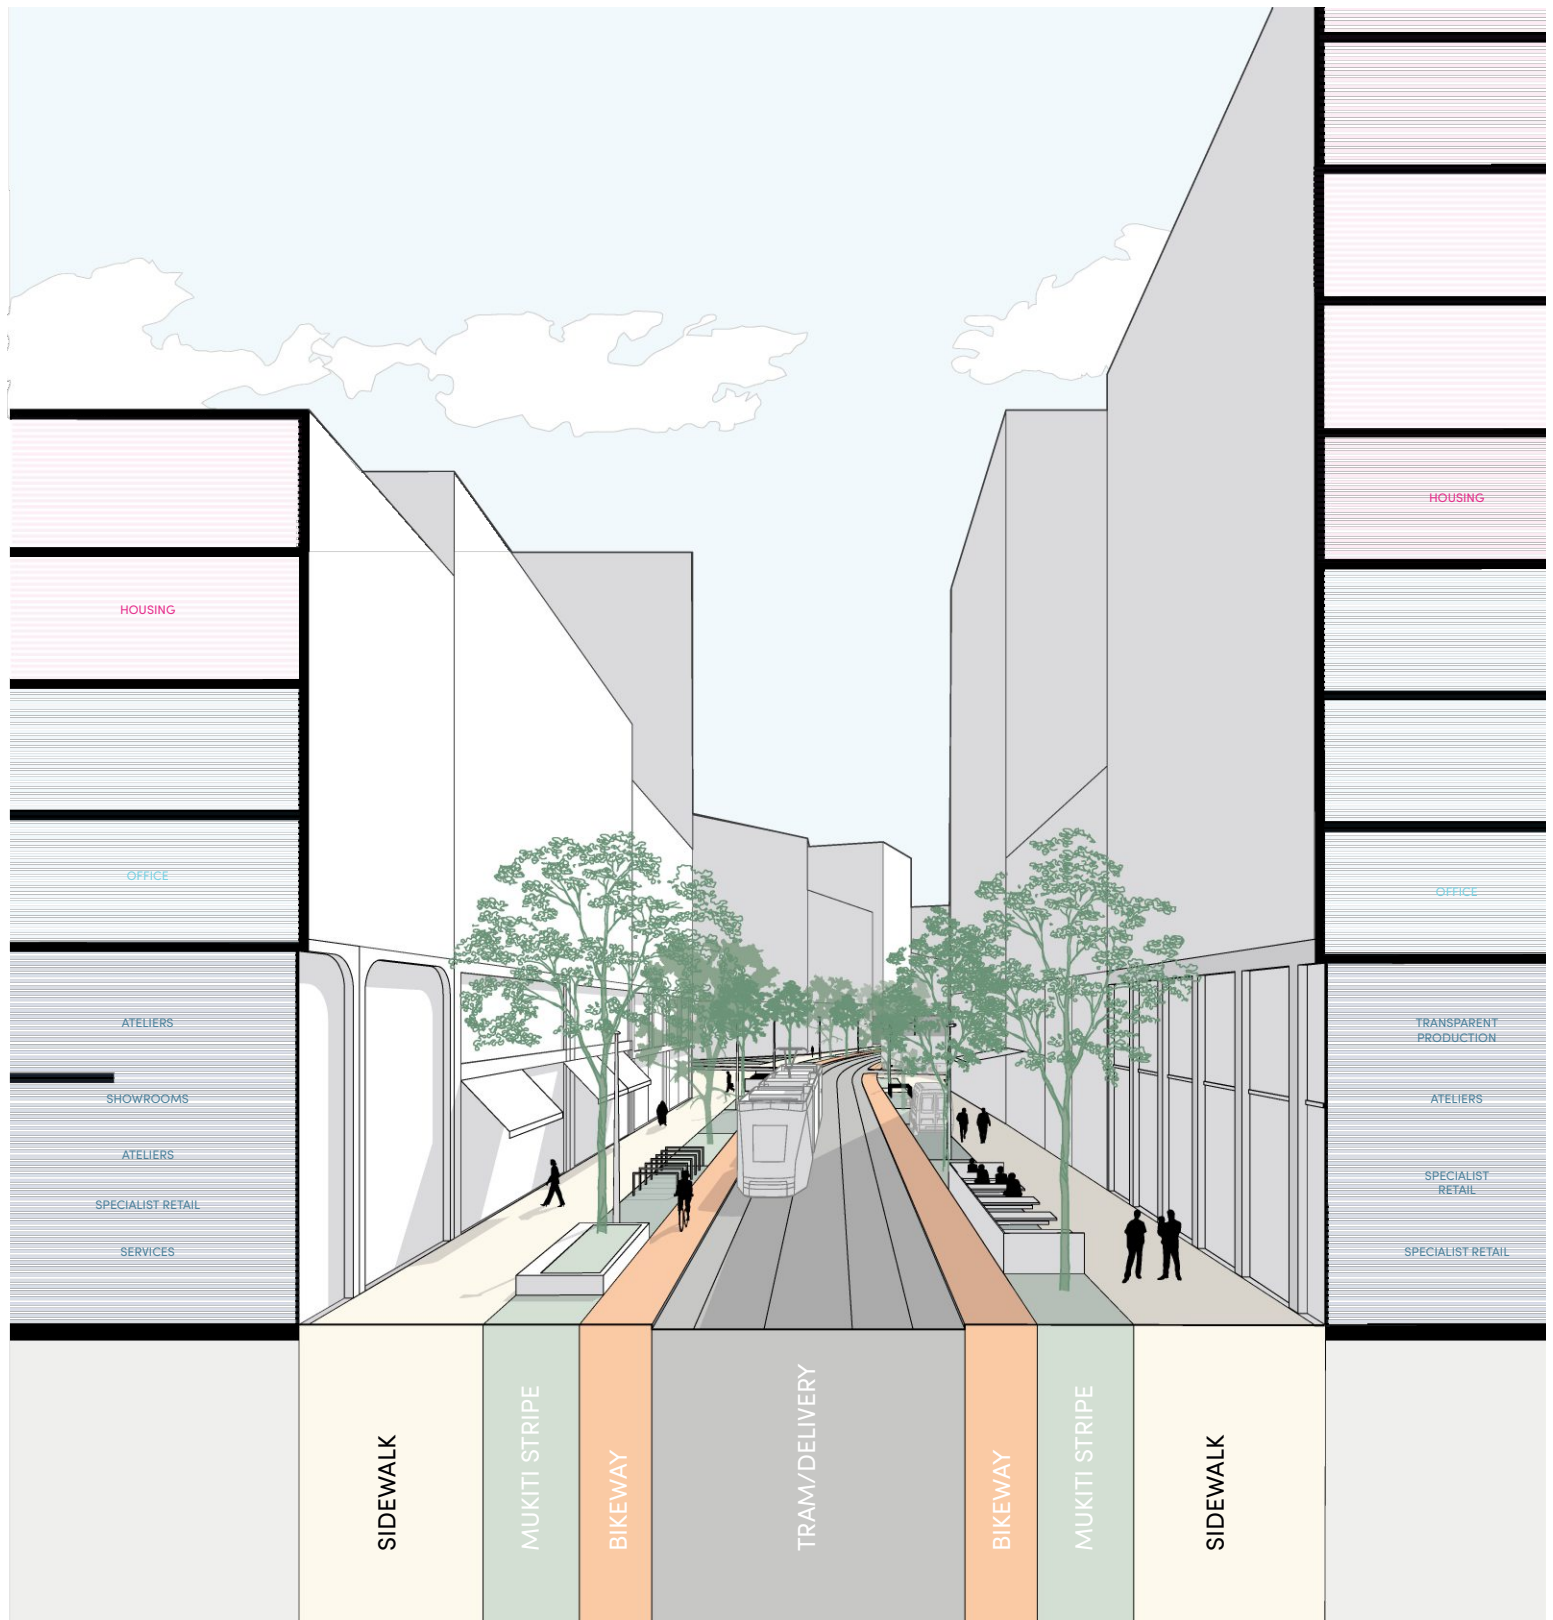 HOUSING
OFFICE
ATELIERS
SHOWROOMS
ATELIERS
SPECIALIST RETAIL
SERVICES
HOUSING
OFFICE
TRANSPARENT
PRODUCTION
ATELIERS
SPECIALIST
RETAIL
SPECIALIST RETAIL
SIDEWALK
MUKITI STRIPE
BIKEWAY
TRAM/DELIVERY
BIKEWAY
MUKITI STRIPE
SIDEWALK